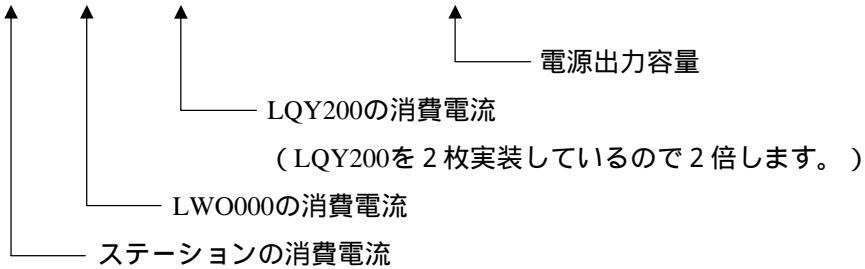 電源出力容量
LQY200の消費電流
(LQY200を2枚実装しているので2倍します。)
LWO000の消費電流
ステーションの消費電流